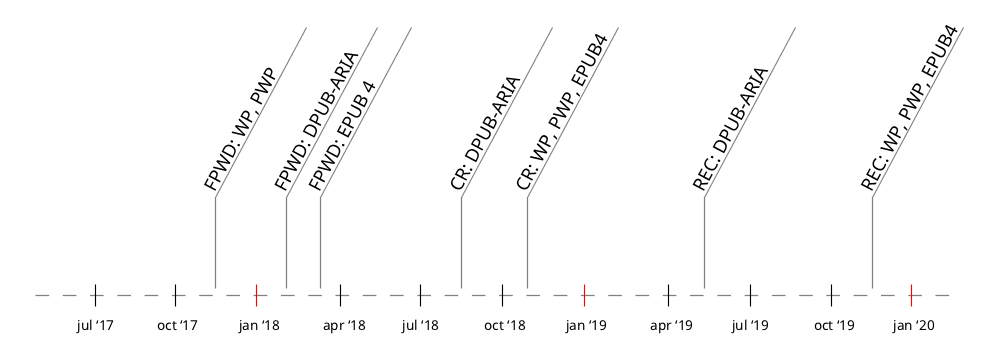 FPWD: WP, PWP
FPWD: DPUB-ARIA
FPWD: EPUB 4
CR: DPUB-ARIA
CR: WP, PWP, EPUB4
REC: DPUB-ARIA
REC: WP, PWP, EPUB4
jul ‘17 oct ‘17 jan ‘18 apr ‘18 jul ‘18 oct ‘18 jan ‘19 apr ‘19 jul ‘19 oct ‘19 jan ‘20